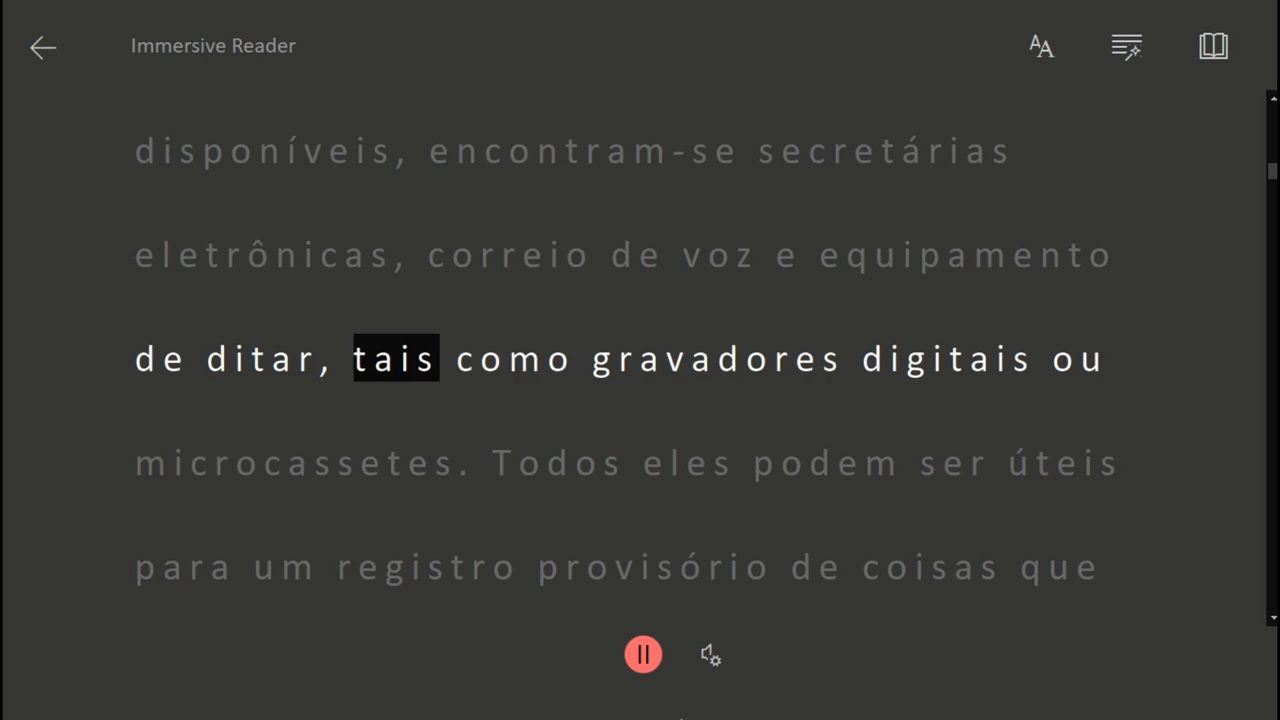 Immersive Reader
disponíveis, encontram-se secretárias
eletrônicas, correio de voz e equipamento
de ditar, tais como gravadores digitais ou
microcassetes. Todos eles podem ser úteis
para um registro provisório de coisas que